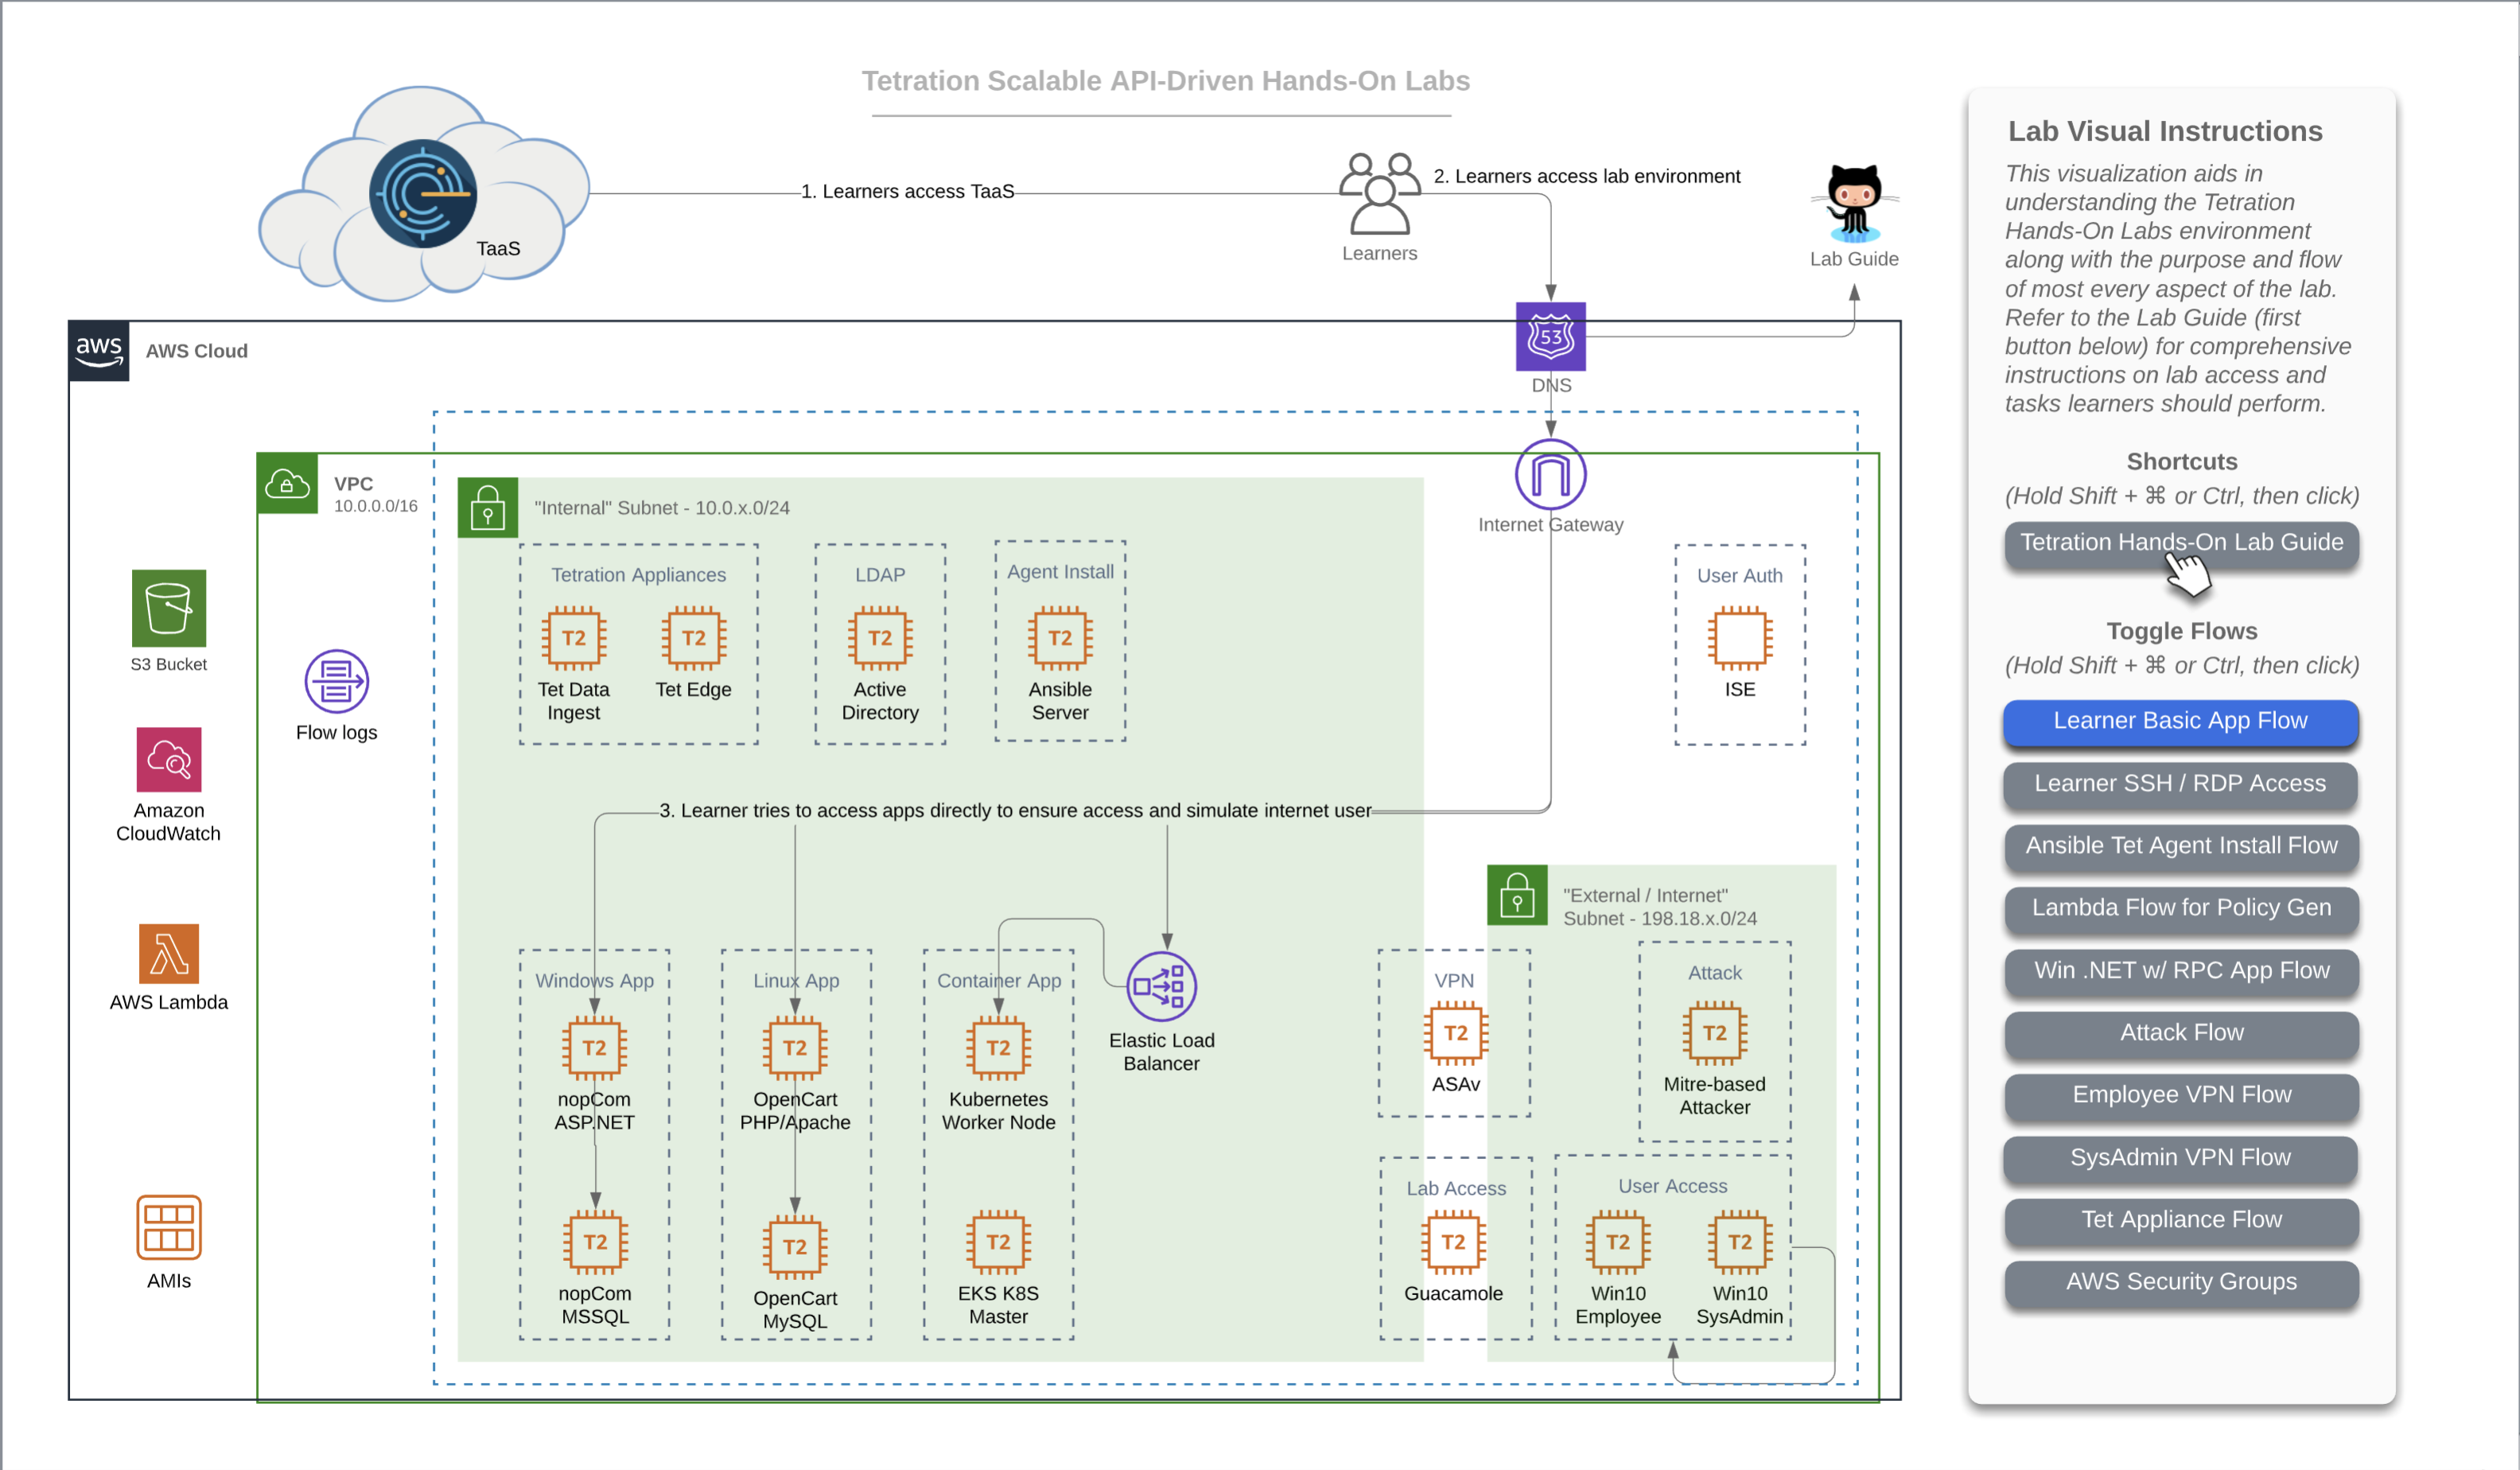 Tetration Scalable API-Driven Hands-On Labs
TaaS
1. Learners access TaaS
Learners
2. Learners access lab environment
Lab Guide
aws
AWS Cloud
53
DNS
VPC
10.0.0.0/16
"Internal" Subnet - 10.0.x.0/24
Internet Gateway
S3 Bucket
Flow logs
Amazon
CloudWatch
AWS Lambda
AMIs
Tetration Appliances
T2
Tet Data
Ingest
T2
Tet Edge
LDAP
T2
Active
Directory
Agent Install
T2
Ansible
Server
User Auth
ISE
3. Learner tries to access apps directly to ensure access and simulate internet user
Windows App
T2
nopCom
ASP.NET
T2
nopCom
MSSQL
Linux App
T2
OpenCart
PHP/Apache
T2
OpenCart
MySQL
Container App
T2
Kubernetes
Worker Node
T2
EKS K8S
Master
Elastic Load
Balancer
"External / Internet"
Subnet - 198.18.x.0/24
VPN
T2
ASAv
Attack
T2
Mitre-based
Attacker
Lab Access
T2
Guacamole
User Access
T2
Win10
Employee
T2
Win10
SysAdmin
Lab Visual Instructions
This visualization aids in
understanding the Tetration
Hands-On Labs environment
along with the purpose and flow
of most every aspect of the lab.
Refer to the Lab Guide (first
button below) for comprehensive
instructions on lab access and
tasks learners should perform.
Shortcuts
(Hold Shift + ⌘ or Ctrl, then click)
Tetration Hands-On Lab Guide
Toggle Flows
(Hold Shift + ⌘ or Ctrl, then click)
Learner Basic App Flow
Learner SSH / RDP Access
Ansible Tet Agent Install Flow
Lambda Flow for Policy Gen
Win .NET w/ RPC App Flow
Attack Flow
Employee VPN Flow
SysAdmin VPN Flow
Tet Appliance Flow
AWS Security Groups